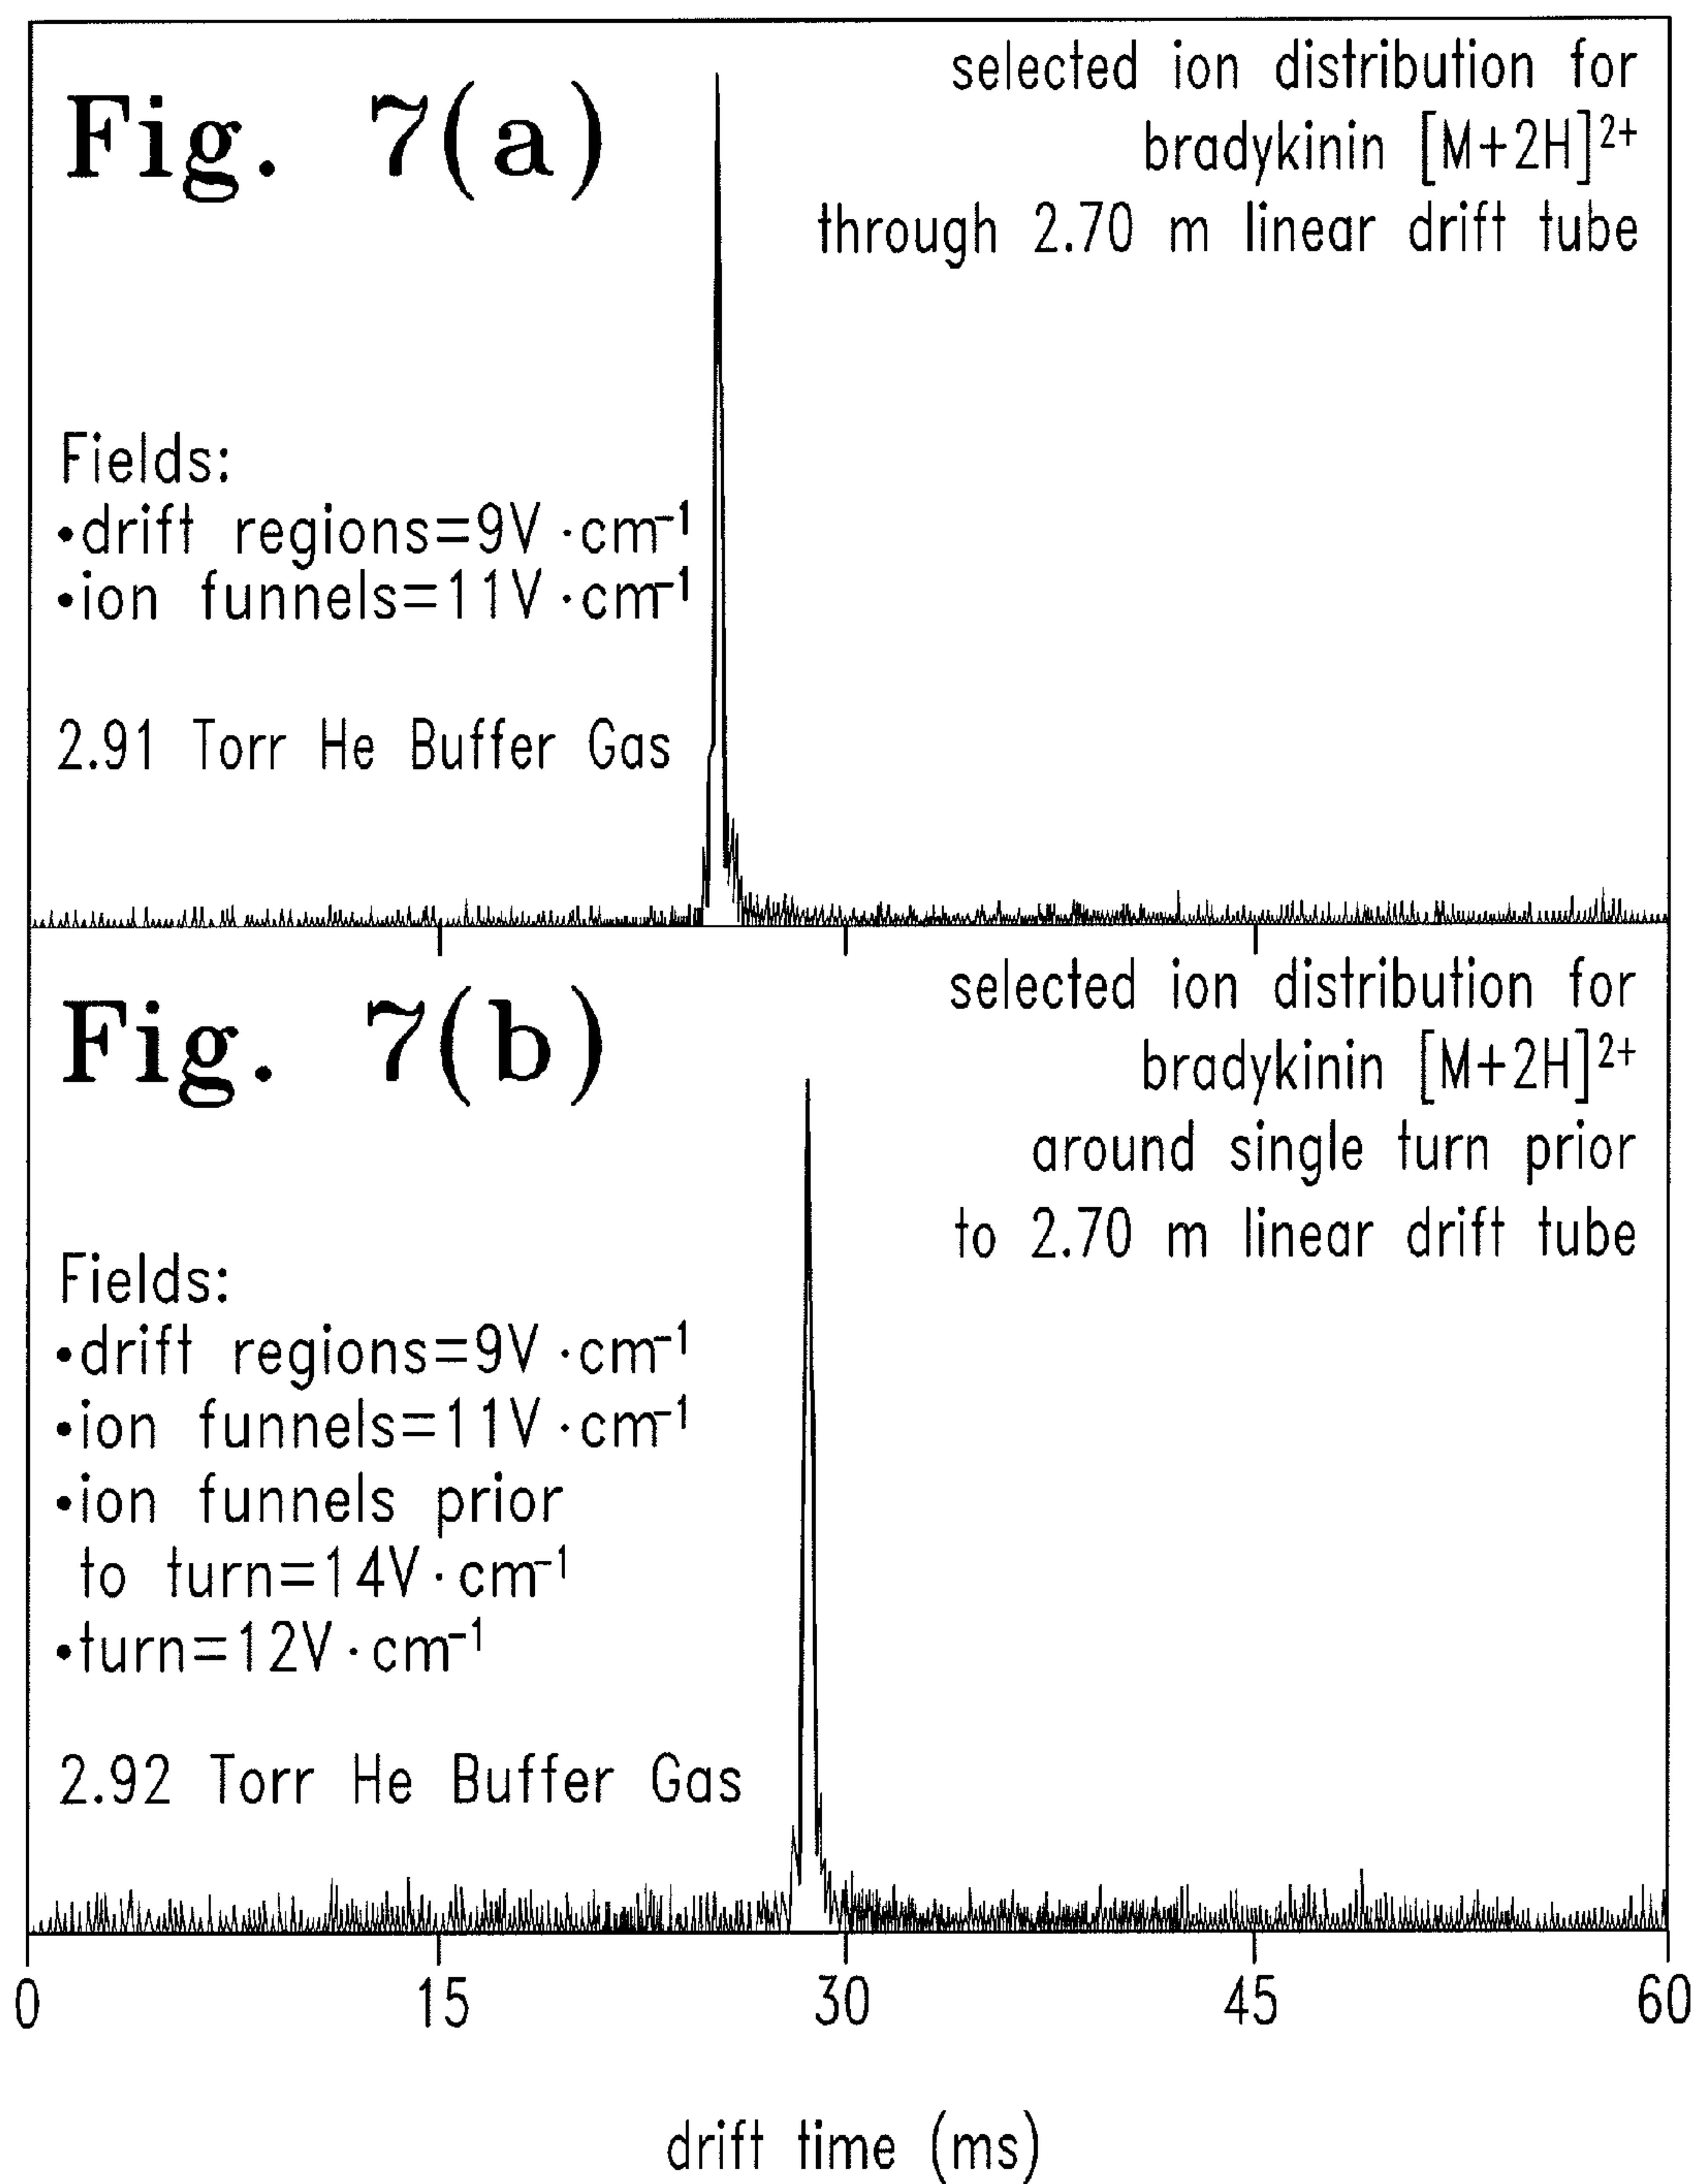 Fig. 7(a)
selected ion distribution for
bradykinin [M+2H]²⁺
through 2.70 m linear drift tube
Fields:
•drift regions=9V·cm⁻¹
•ion funnels=11V·cm⁻¹
2.91 Torr He Buffer Gas
Fig. 7(b)
selected ion distribution for
bradykinin [M+2H]²⁺
around single turn prior
to 2.70 m linear drift tube
Fields:
•drift regions=9V·cm⁻¹
•ion funnels=11V·cm⁻¹
•ion funnels prior
to turn=14V·cm⁻¹
•turn=12V·cm⁻¹
2.92 Torr He Buffer Gas
0 15 30 45 60
drift time (ms)